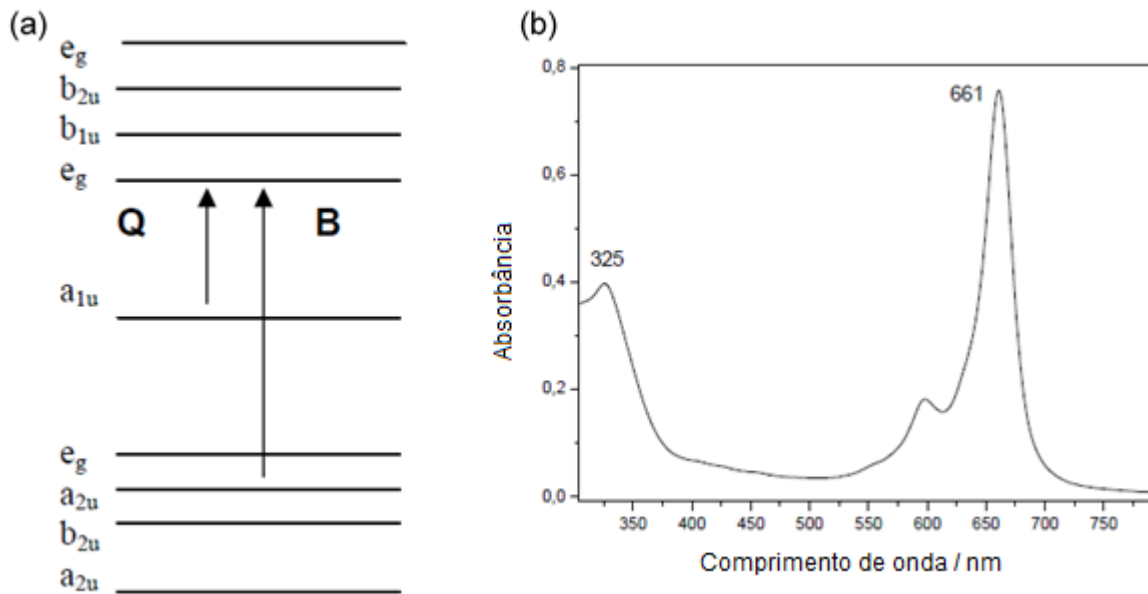 (a)
e_g
b_2u
b_1u
e_g
Q B
a_1u
e_g
a_2u
b_2u
a_2u
(b)
0,8
661
0,6
Absorbância
325
0,4
0,2
0,0
350 400 450 500 550 600 650 700 750
Comprimento de onda / nm